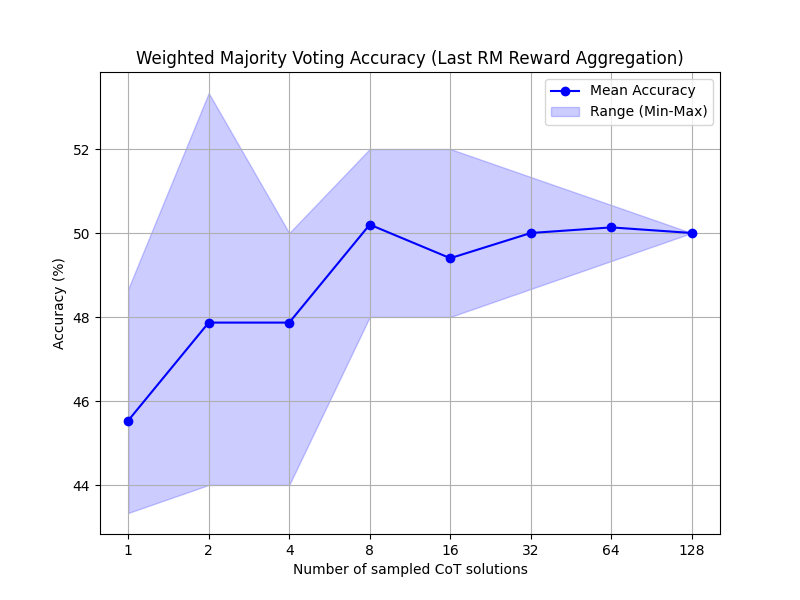 Weighted Majority Voting Accuracy (Last RM Reward Aggregation)
Mean Accuracy
Range (Min-Max)
Accuracy (%)
52
50
48
46
44
1 2 4 8 16 32 64 128
Number of sampled CoT solutions